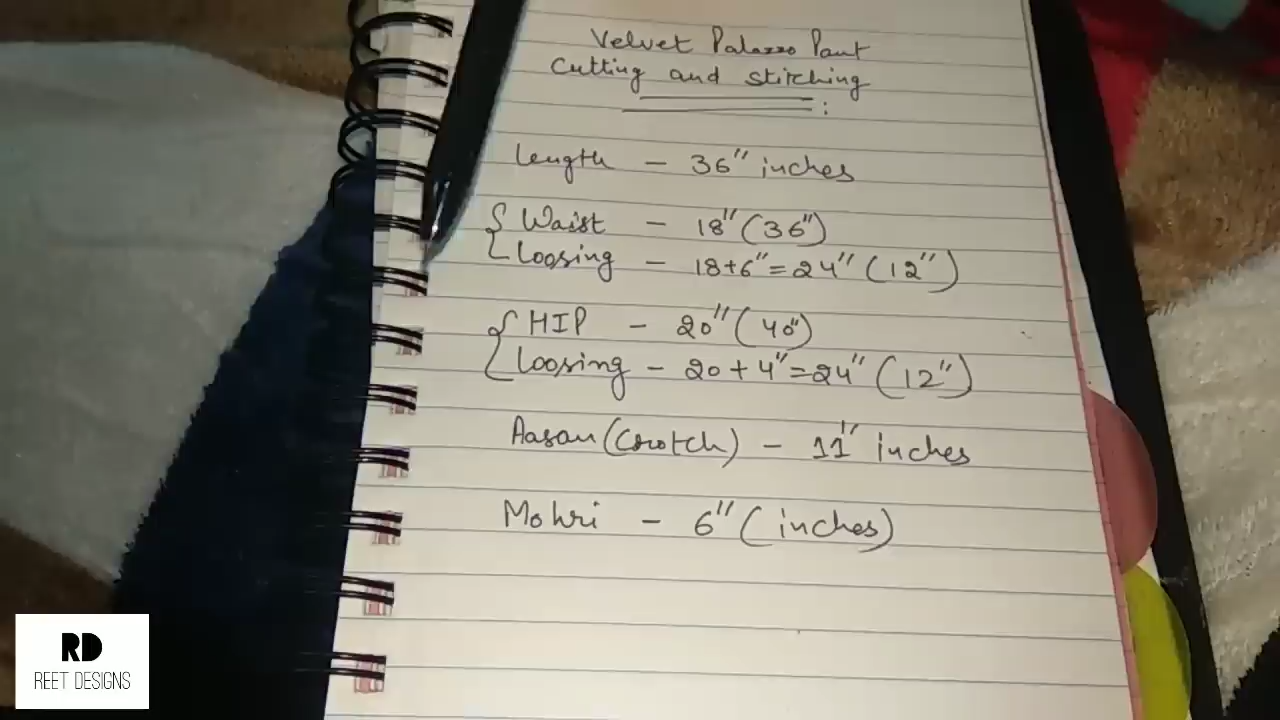 Velvet Palazzo Pant
Cutting and stitching
:
Length - 36" inches
Waist - 18" (36")
Loosing - 18+6"=24" (12")
HIP - 20" (40")
Loosing - 20+4"=24" (12")
Aasan (Crotch) - 11" inches
Mohri - 6" (inches)
RD
REET DESIGNS